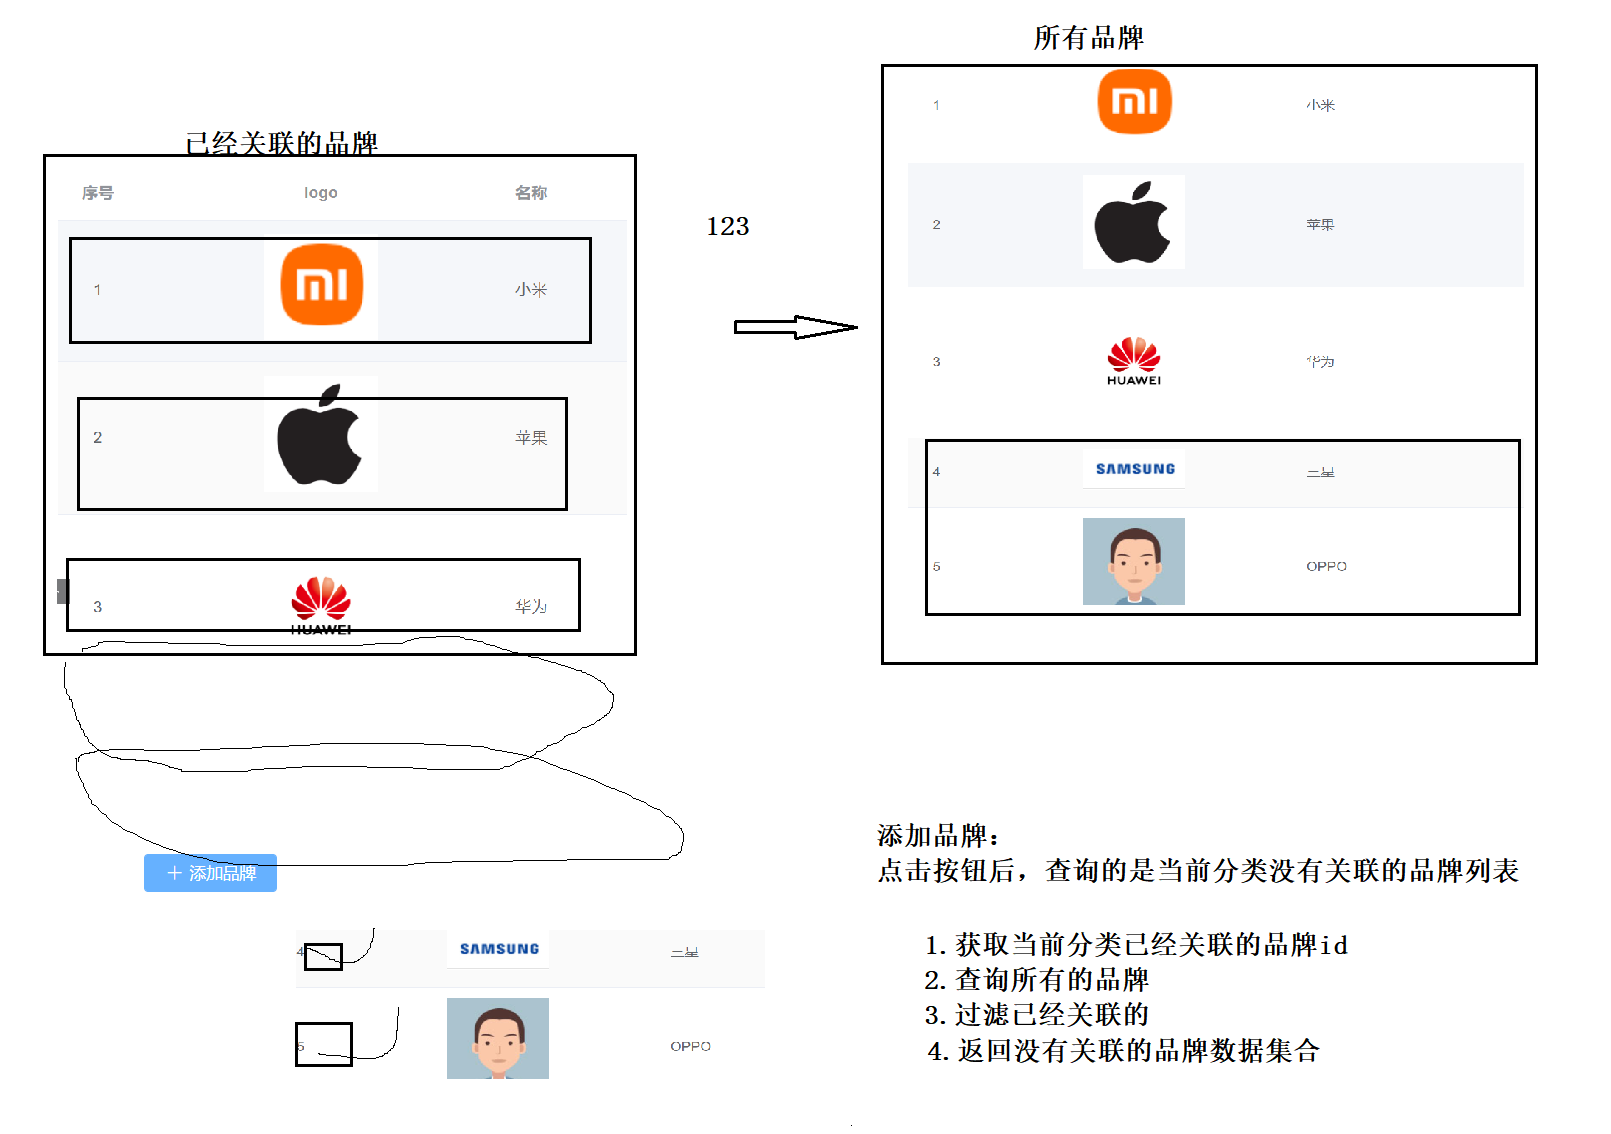 所有品牌
1 mi 小米
2 苹果
3 HUAWEI 华为
4 SAMSUNG 三星
5 OPPO
已经关联的品牌
序号 logo 名称
1 mi 小米
2 苹果
3 HUAWEI 华为
123
+ 添加品牌
4 SAMSUNG 三星
5 OPPO
添加品牌：
点击按钮后，查询的是当前分类没有关联的品牌列表
1.获取当前分类已经关联的品牌id
2.查询所有的品牌
3.过滤已经关联的
4.返回没有关联的品牌数据集合